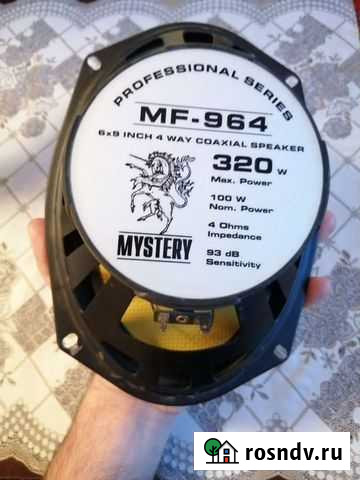 PROFESSIONAL SERIES
MF-964
6x9 INCH 4 WAY COAXIAL SPEAKER
320 W
Max. Power
100 W
Nom. Power
4 Ohms
Impedance
93 dB
Sensitivity
MYSTERY
rosndv.ru